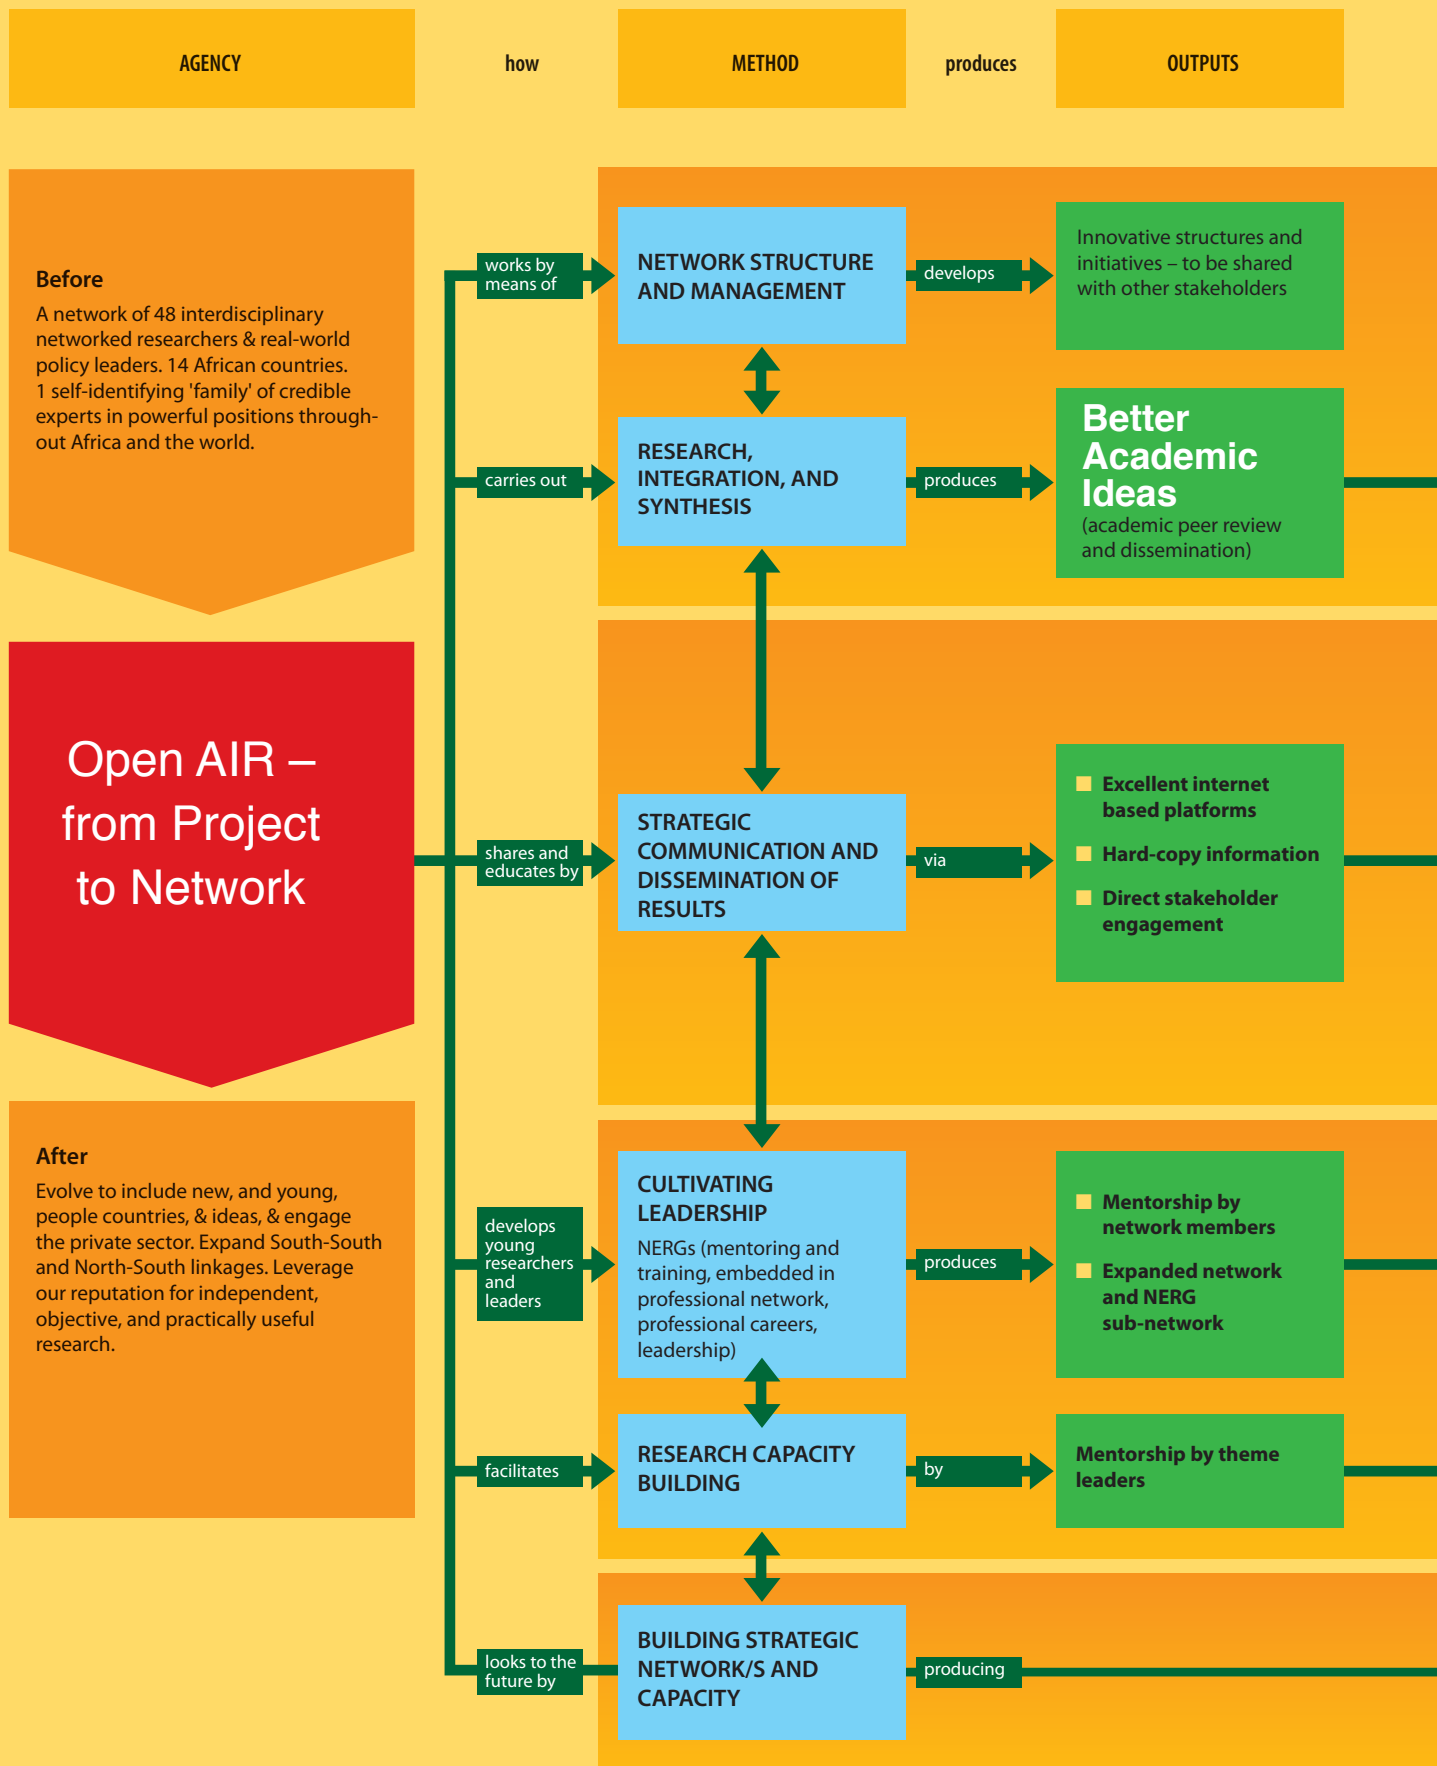 AGENCY
how
METHOD
produces
OUTPUTS
Before
A network of 48 interdisciplinary
networked researchers & real-world
policy leaders. 14 African countries.
1 self-identifying 'family' of credible
experts in powerful positions through-
out Africa and the world.
Open AIR –
from Project
to Network
After
Evolve to include new, and young,
people countries, & ideas, & engage
the private sector. Expand South-South
and North-South linkages. Leverage
our reputation for independent,
objective, and practically useful
research.
works by
means of
NETWORK STRUCTURE
AND MANAGEMENT
develops
Innovative structures and
initiatives – to be shared
with other stakeholders
carries out
RESEARCH,
INTEGRATION, AND
SYNTHESIS
produces
Better
Academic
Ideas
(academic peer review
and dissemination)
shares and
educates by
STRATEGIC
COMMUNICATION AND
DISSEMINATION OF
RESULTS
via
Excellent internet
based platforms
Hard-copy information
Direct stakeholder
engagement
develops
young
researchers
and
leaders
CULTIVATING
LEADERSHIP
NERGs (mentoring and
training, embedded in
professional network,
professional careers,
leadership)
produces
Mentorship by
network members
Expanded network
and NERG
sub-network
facilitates
RESEARCH CAPACITY
BUILDING
by
Mentorship by theme
leaders
looks to the
future by
BUILDING STRATEGIC
NETWORK/S AND
CAPACITY
producing